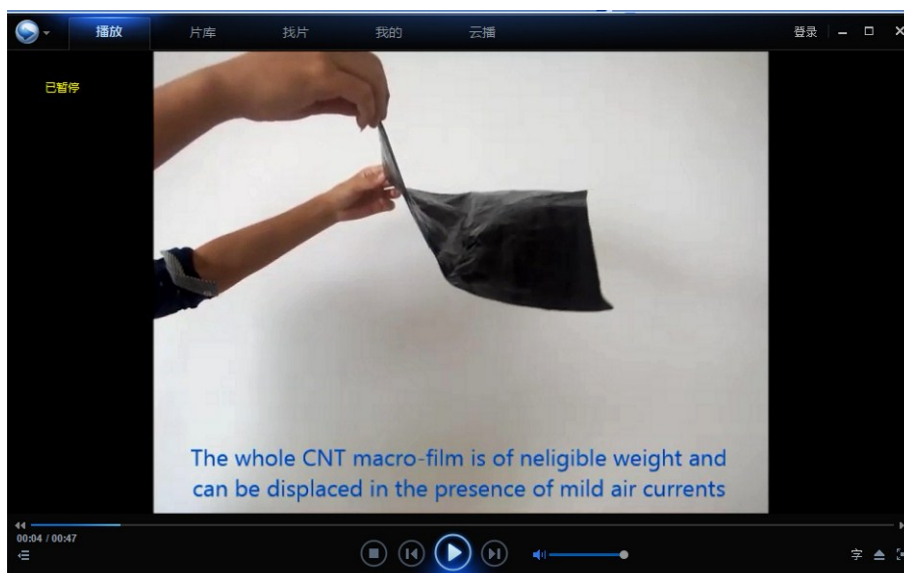 播放 片库 找片 我的 云播 登录
已暂停
The whole CNT macro-film is of neligible weight and
can be displaced in the presence of mild air currents
00:04 / 00:47
字